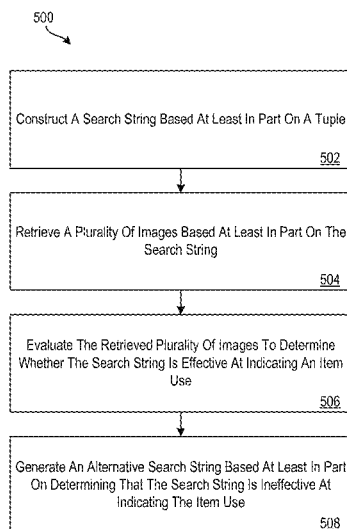 500
Construct A Search String Based At Least In Part On A Tuple
502
Retrieve A Plurality Of Images Based At Least In Part On The
Search String
504
Evaluate The Retrieved Plurality Of Images To Determine
Whether The Search String Is Effective At Indicating An Item
Use
506
Generate An Alternative Search String Based At Least In Part
On Determining That The Search String Is Ineffective At
Indicating The Item Use
508